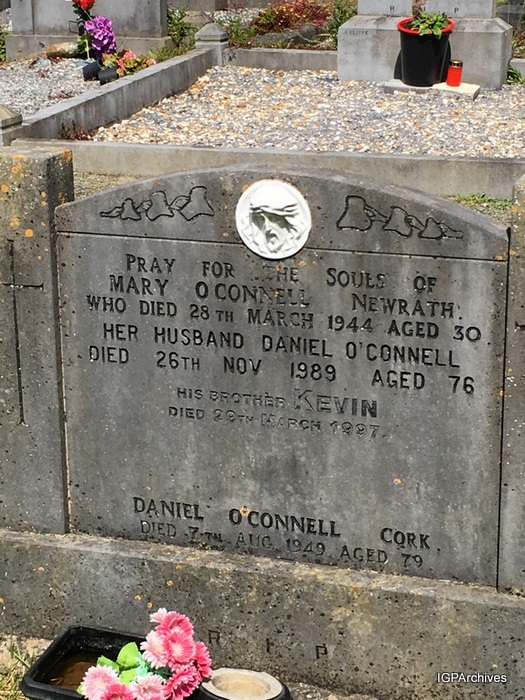 R I P
PRAY FOR THE SOULS OF
MARY O'CONNELL NEWRATH.
WHO DIED 28TH MARCH 1944 AGED 30.
HER HUSBAND DANIEL O'CONNELL
DIED 26TH NOV 1989 AGED 76
HIS BROTHER KEVIN
DIED 29TH MARCH 1997.
DANIEL O'CONNELL CORK.
DIED 7TH AUG 1949 AGED 79
R I P
IGPArchives